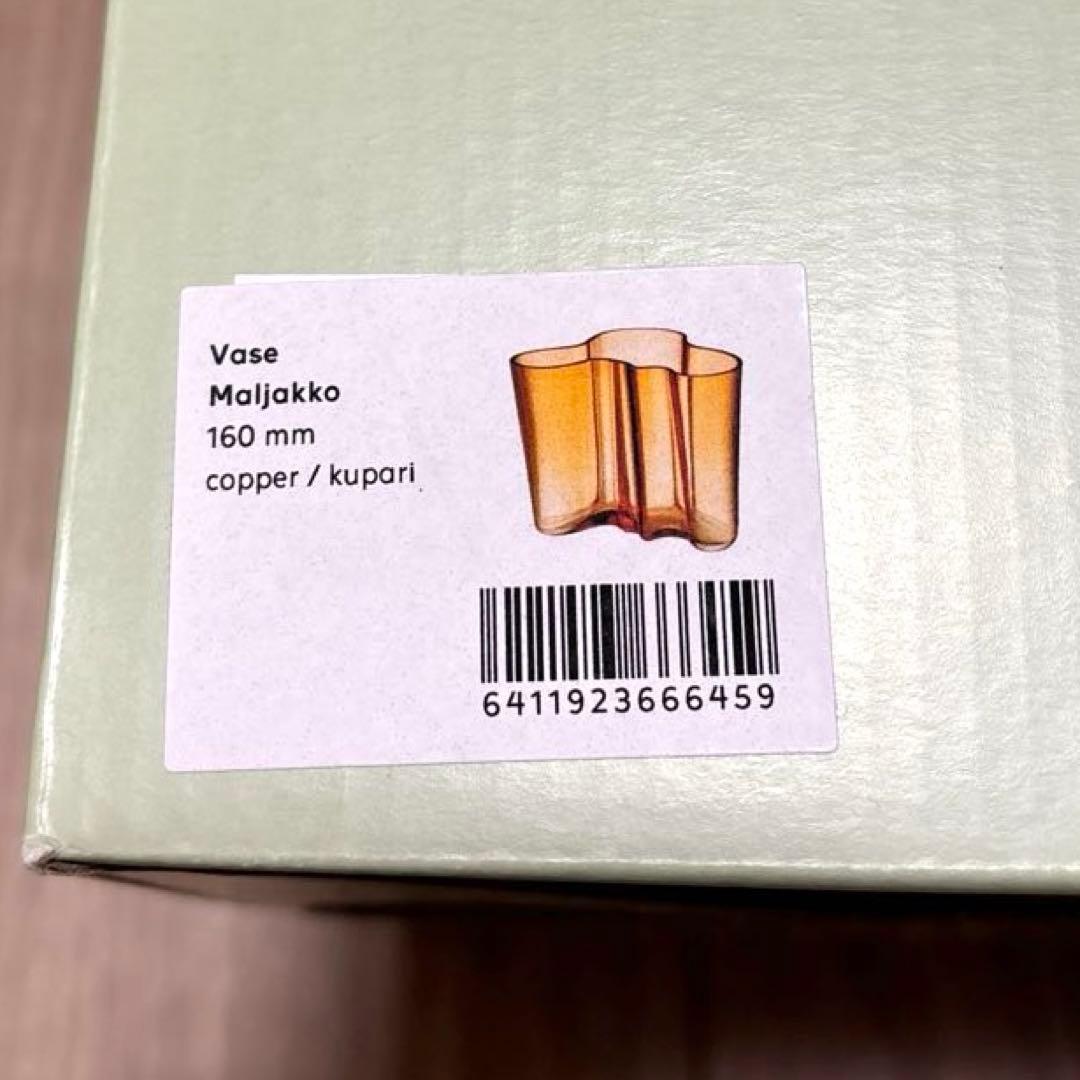 Vase
Maljakko
160 mm
copper / kupari
6411923666459